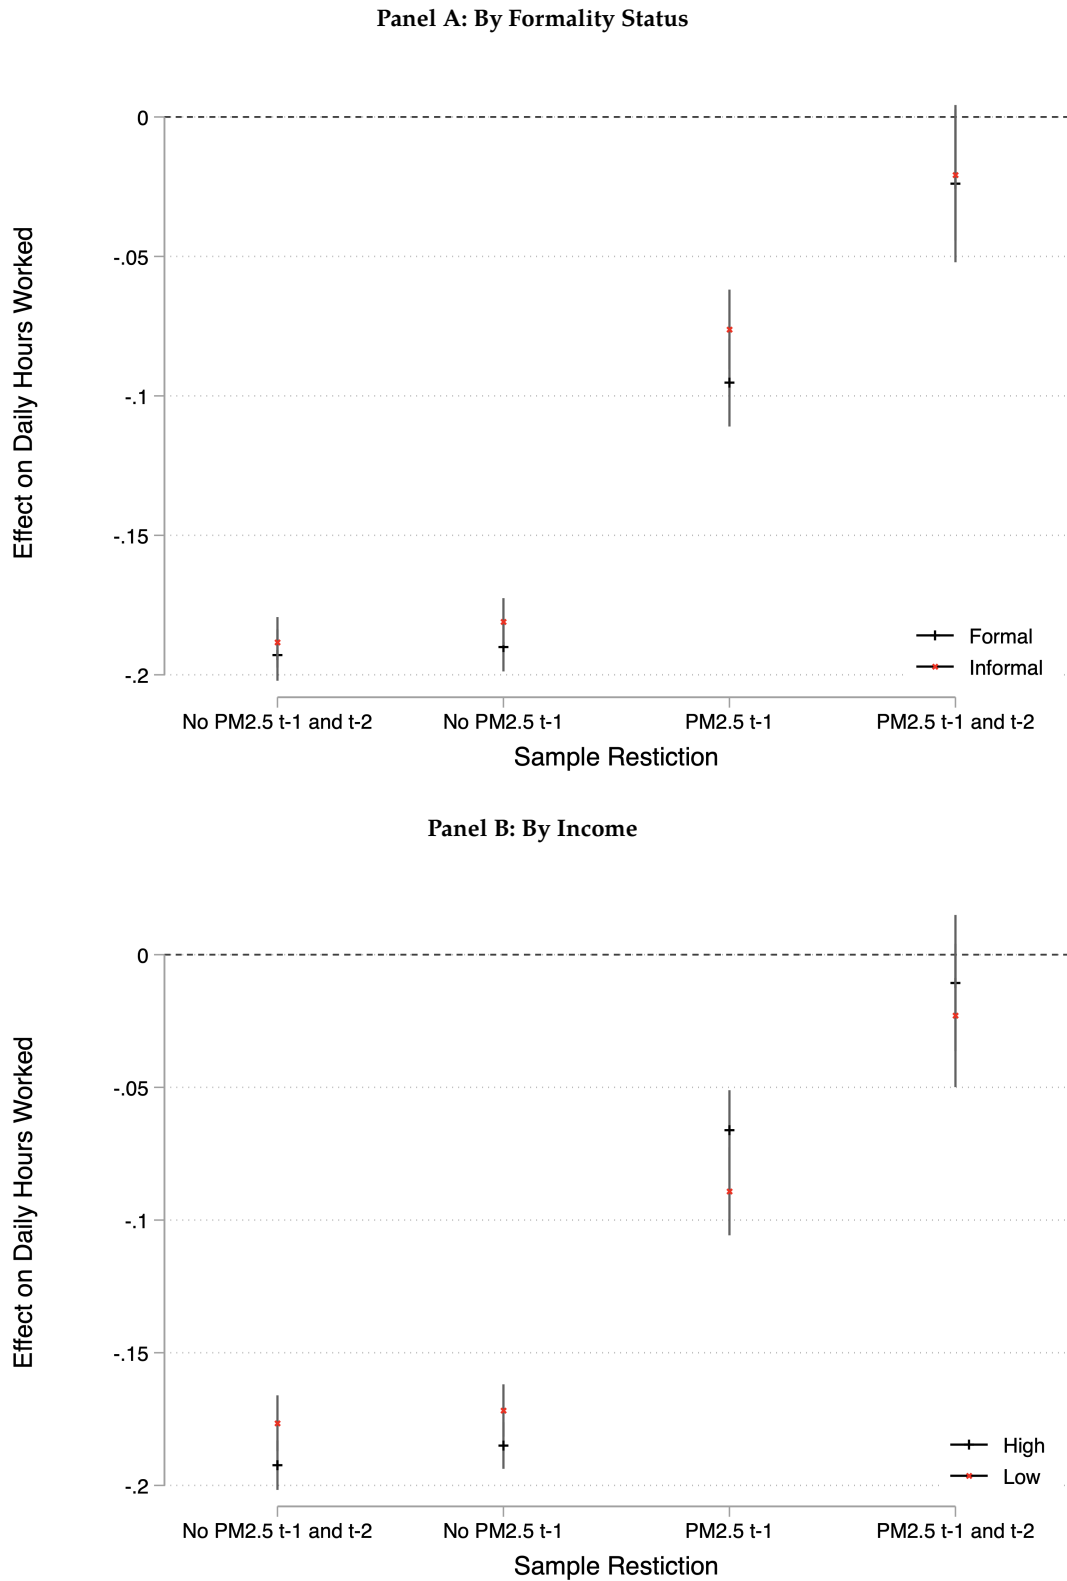 Panel A: By Formality Status
0
-.05
-.1
-.15
-.2
Effect on Daily Hours Worked
Formal
Informal
No PM2.5 t-1 and t-2
No PM2.5 t-1
PM2.5 t-1
PM2.5 t-1 and t-2
Sample Restiction
Panel B: By Income
0
-.05
-.1
-.15
-.2
Effect on Daily Hours Worked
High
Low
No PM2.5 t-1 and t-2
No PM2.5 t-1
PM2.5 t-1
PM2.5 t-1 and t-2
Sample Restiction